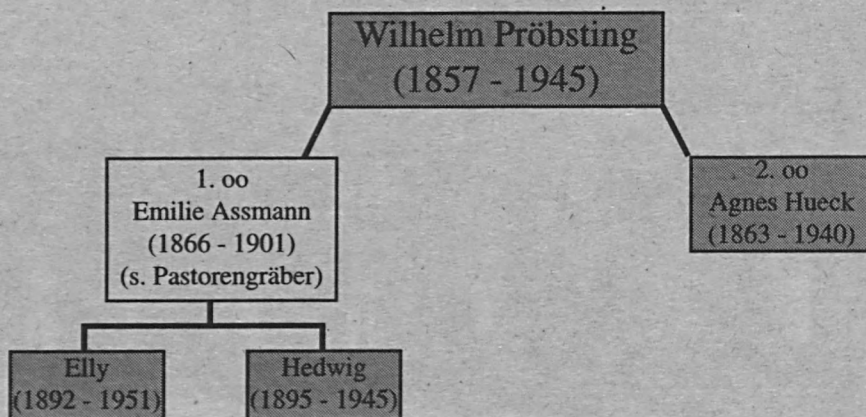 Wilhelm Pröbsting
(1857 - 1945)
1. oo
Emilie Assmann
(1866 - 1901)
(s. Pastorengräber)
2. oo
Agnes Hueck
(1863 - 1940)
Elly
(1892 - 1951)
Hedwig
(1895 - 1945)